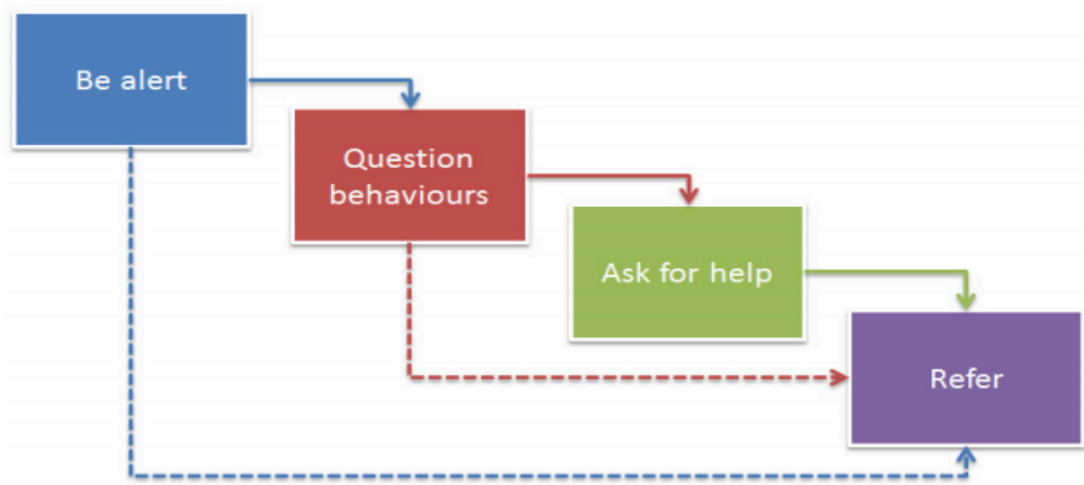 Be alert
Question
behaviours
Ask for help
Refer